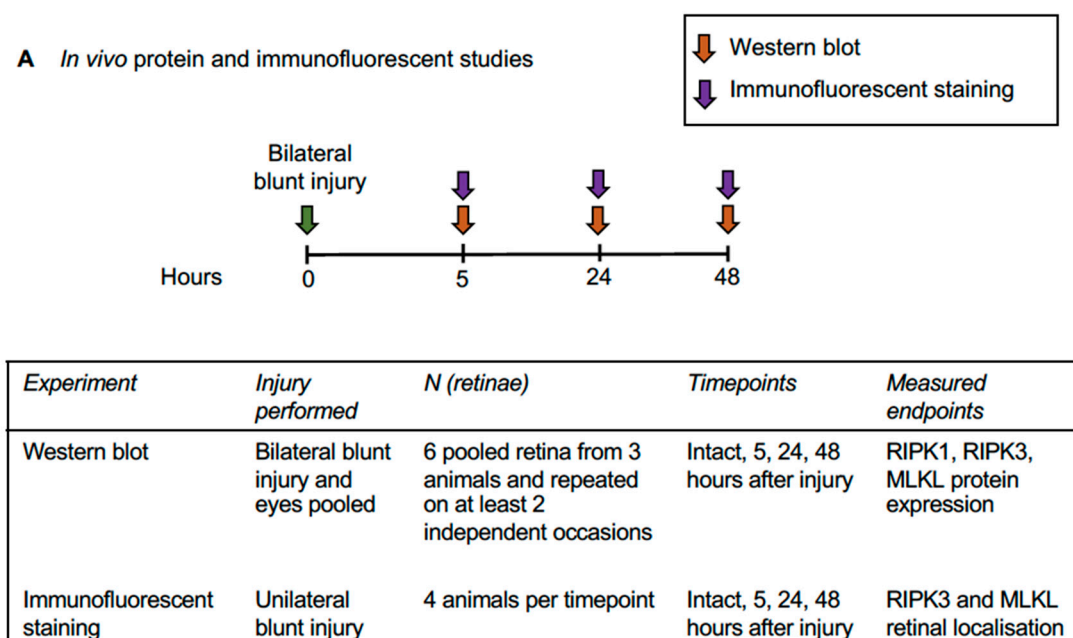 A In vivo protein and immunofluorescent studies
Western blot
Immunofluorescent staining
Bilateral
blunt injury
Hours
0
5
24
48
Experiment
Injury
performed
N (retinae)
Timepoints
Measured
endpoints
Western blot
Bilateral blunt
injury and
eyes pooled
6 pooled retina from 3
animals and repeated
on at least 2
independent occasions
Intact, 5, 24, 48
hours after injury
RIPK1, RIPK3,
MLKL protein
expression
Immunofluorescent
staining
Unilateral
blunt injury
4 animals per timepoint
Intact, 5, 24, 48
hours after injury
RIPK3 and MLKL
retinal localisation